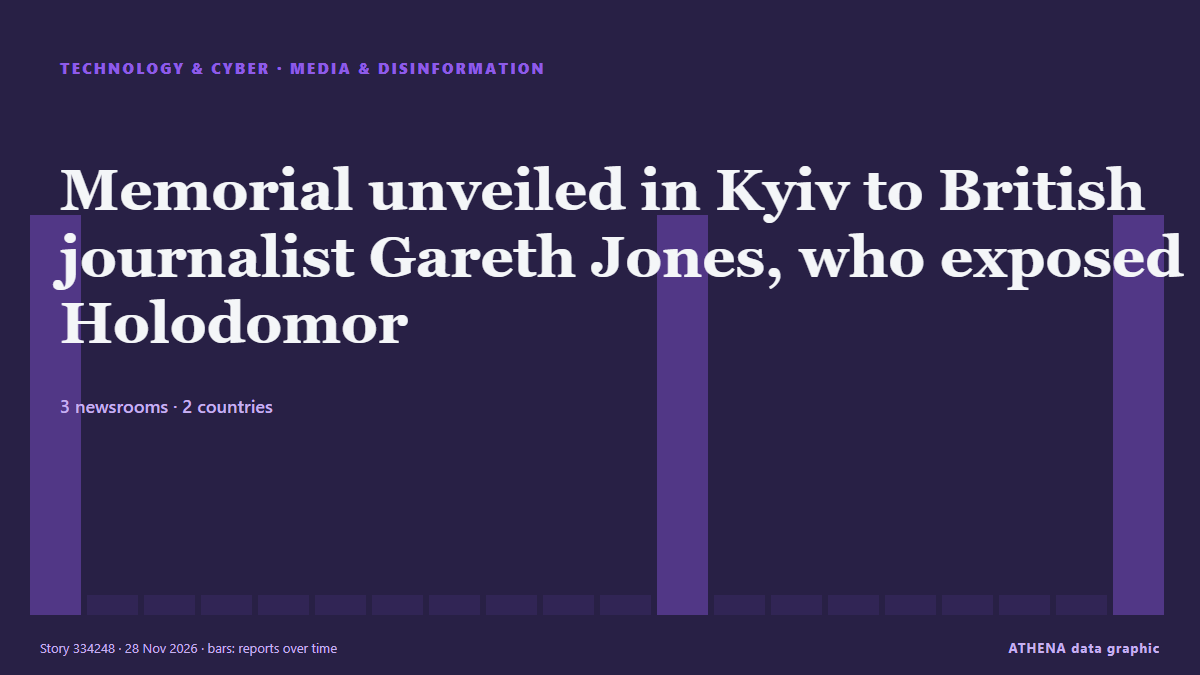 TECHNOLOGY & CYBER · MEDIA & DISINFORMATION
Memorial unveiled in Kyiv to British
journalist Gareth Jones, who exposed
Holodomor
3 newsrooms · 2 countries
Story 334248 · 28 Nov 2026 · bars: reports over time
ATHENA data graphic